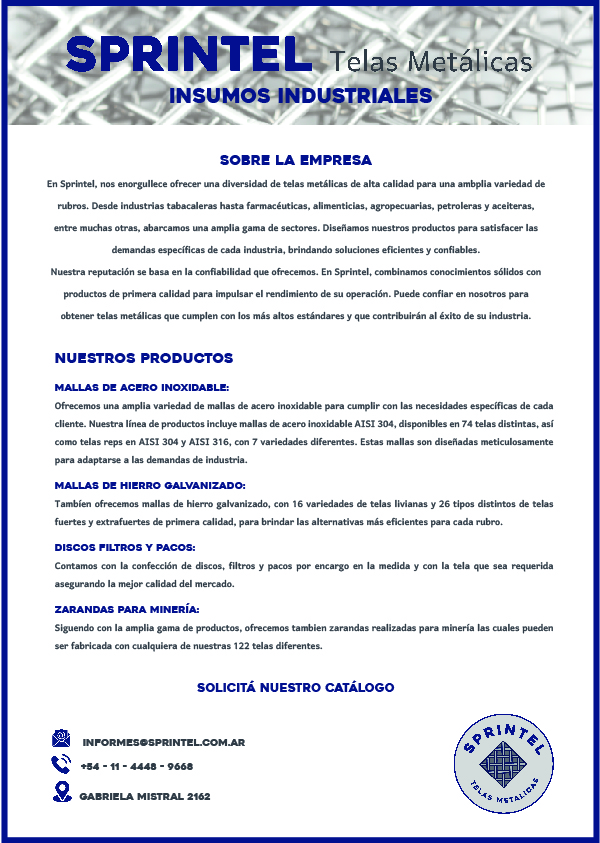 SPRINTEL Telas Metálicas
INSUMOS INDUSTRIALES
SOBRE LA EMPRESA
En Sprintel, nos enorgullece ofrecer una diversidad de telas metálicas de alta calidad para una ambplia variedad de
rubros. Desde industrias tabacaleras hasta farmacéuticas, alimenticias, agropecuarias, petroleras y aceiteras,
entre muchas otras, abarcamos una amplia gama de sectores. Diseñamos nuestros productos para satisfacer las
demandas específicas de cada industria, brindando soluciones eficientes y confiables.
Nuestra reputación se basa en la confiabilidad que ofrecemos. En Sprintel, combinamos conocimientos sólidos con
productos de primera calidad para impulsar el rendimiento de su operación. Puede confiar en nosotros para
obtener telas metálicas que cumplen con los más altos estándares y que contribuirán al éxito de su industria.
NUESTROS PRODUCTOS
MALLAS DE ACERO INOXIDABLE:
Ofrecemos una amplia variedad de mallas de acero inoxidable para cumplir con las necesidades específicas de cada
cliente. Nuestra línea de productos incluye mallas de acero inoxidable AISI 304, disponibles en 74 telas distintas, así
como telas reps en AISI 304 y AISI 316, con 7 variedades diferentes. Estas mallas son diseñadas meticulosamente
para adaptarse a las demandas de industria.
MALLAS DE HIERRO GALVANIZADO:
Tambíen ofrecemos mallas de hierro galvanizado, con 16 variedades de telas livianas y 26 tipos distintos de telas
fuertes y extrafuertes de primera calidad, para brindar las alternativas más eficientes para cada rubro.
DISCOS FILTROS Y PACOS:
Contamos con la confección de discos, filtros y pacos por encargo en la medida y con la tela que sea requerida
asegurando la mejor calidad del mercado.
ZARANDAS PARA MINERÍA:
Siguendo con la amplia gama de productos, ofrecemos tambien zarandas realizadas para minería las cuales pueden
ser fabricada con cualquiera de nuestras 122 telas diferentes.
SOLICITÁ NUESTRO CATÁLOGO
INFORMES@SPRINTEL.COM.AR
+54 - 11 - 4448 - 9668
GABRIELA MISTRAL 2162
SPRINTEL
TELAS METALICAS